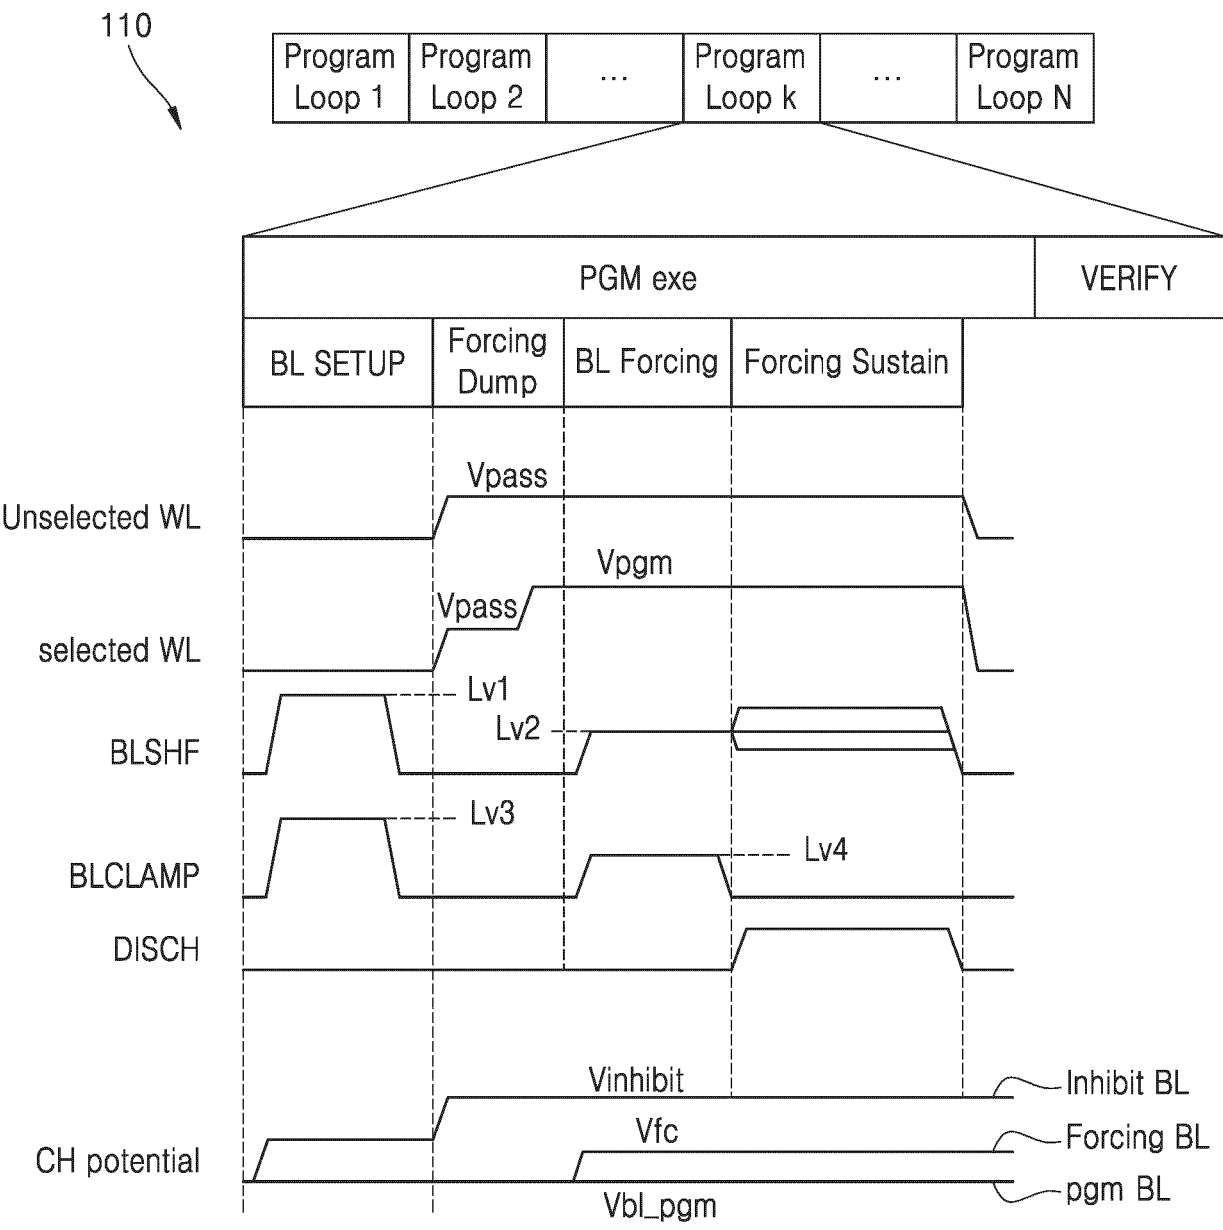 110
Program Loop 1
Program Loop 2
...
Program Loop k
...
Program Loop N
PGM exe
VERIFY
BL SETUP
Forcing Dump
BL Forcing
Forcing Sustain
Vpass
Unselected WL
Vpgm
Vpass
selected WL
Lv1
Lv2
BLSHF
Lv3
Lv4
BLCLAMP
DISCH
Vinhibit
Inhibit BL
Vfc
Forcing BL
CH potential
pgm BL
Vbl_pgm